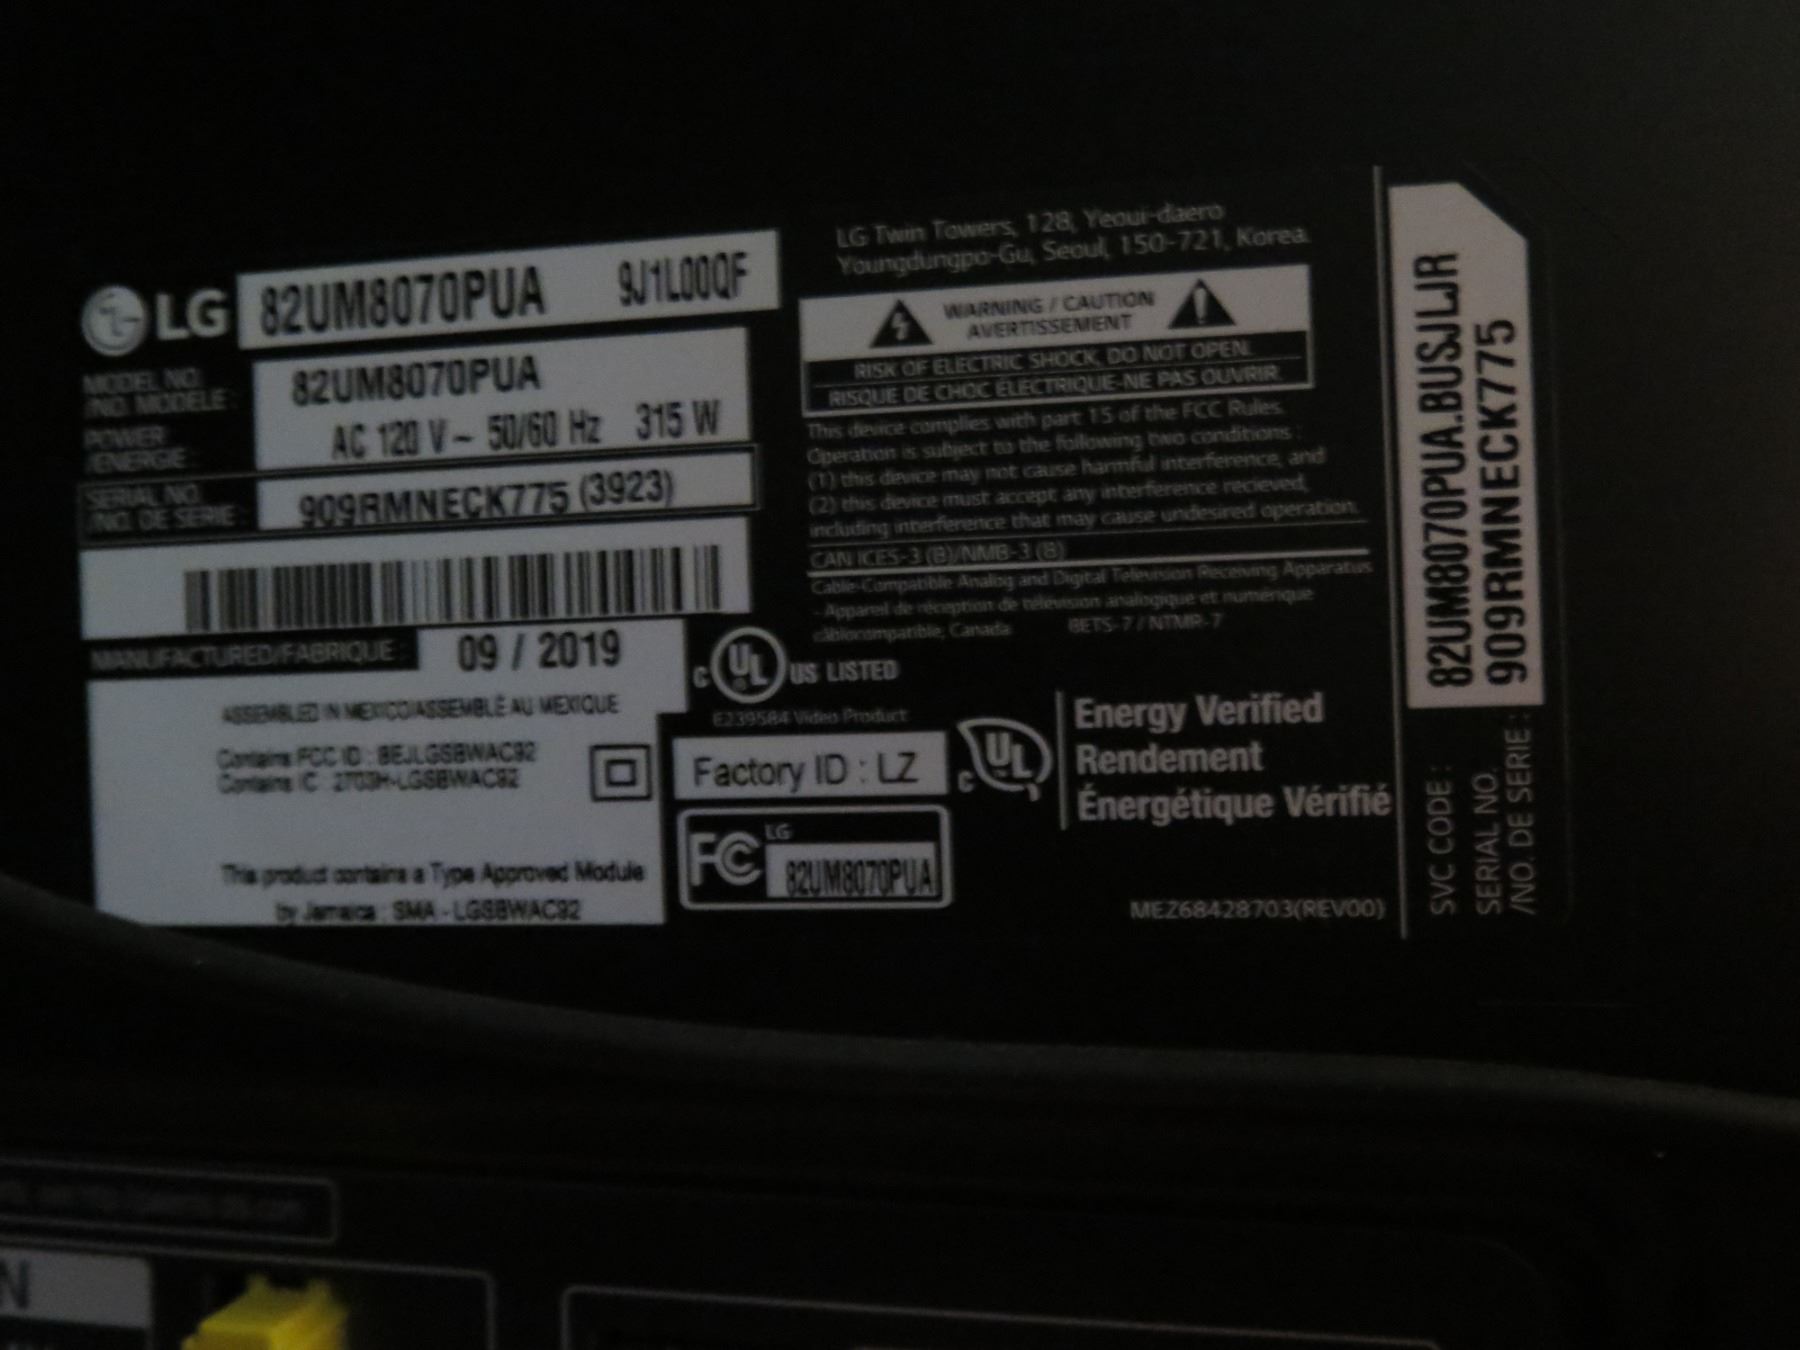 LG 82UM8070PUA 9J1L00QF
MODEL NO. 82UM8070PUA
/NO. MODELE :
POWER AC 120 V~ 50/60 Hz 315 W
/ENERGIE :
SERIAL NO. 909RMNECK775 (3923)
/NO. DE SERIE :
MANUFACTURED/FABRIQUE : 09 / 2019
ASSEMBLED IN MEXICO/ASSEMBLÉ AU MEXIQUE
Contains FCC ID : BEJLGSBWAC92
Contains IC : 2703H-LGSBWAC92
This product contains a Type Approved Module
by Jamaica : SMA - LGSBWAC92
LG Twin Towers, 128, Yeoui-daero
Youngdungpo-Gu, Seoul, 150-721, Korea.
WARNING / CAUTION
AVERTISSEMENT
RISK OF ELECTRIC SHOCK, DO NOT OPEN.
RISQUE DE CHOC ÉLECTRIQUE-NE PAS OUVRIR.
This device complies with part 15 of the FCC Rules.
Operation is subject to the following two conditions :
(1) this device may not cause harmful interference, and
(2) this device must accept any interference recieved,
including interference that may cause undesired operation.
CAN ICES-3 (B)/NMB-3 (B)
Cable-Compatible Analog and Digital Television Receiving Apparatus
- Apparel de réception de télévision analogique et numérique
câblocompatible, Canada BETS-7 / NTMR-7
C UL US LISTED
E239584 Video Product
Factory ID : LZ
FC LG
82UM8070PUA
C UL
Energy Verified
Rendement
Énergétique Vérifié
MEZ68428703(REV00)
SVC CODE : 82UM8070PUA.BUSJLJR
SERIAL NO. 909RMNECK775
/NO. DE SERIE :
N